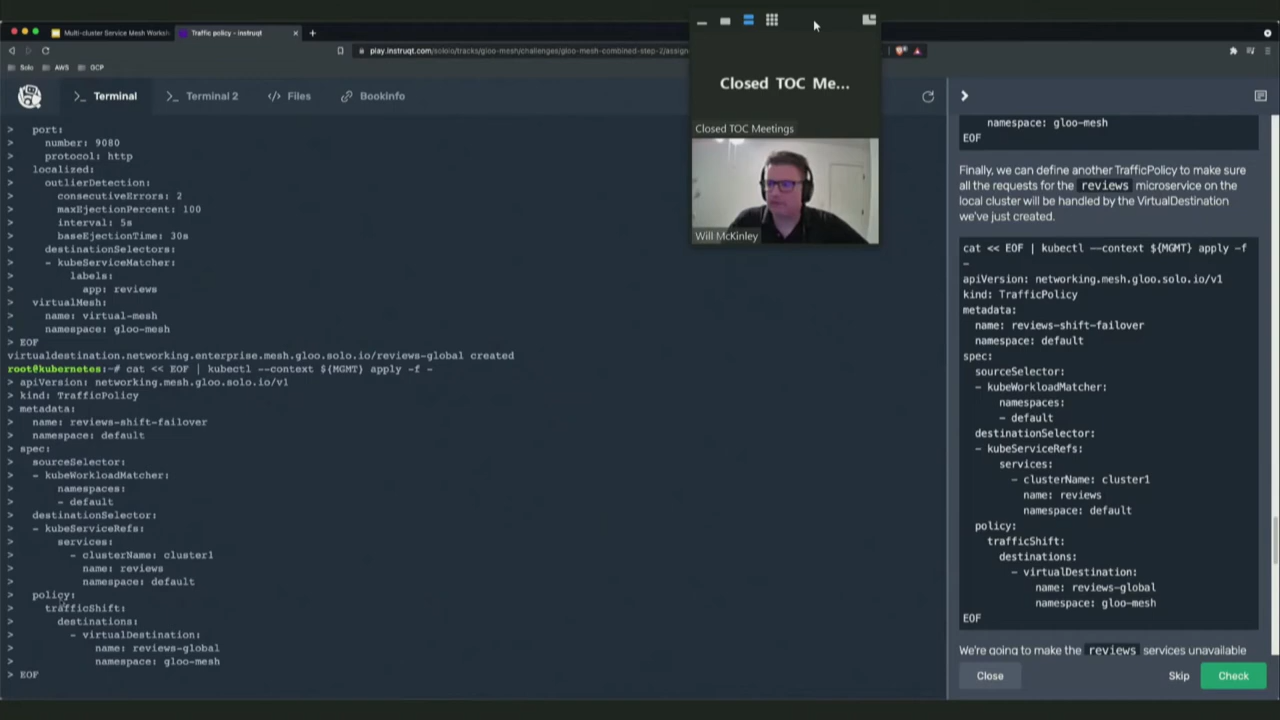 Multi-cluster Service Mesh Worksh
Traffic policy - instruqt
play.instruqt.com/soloio/tracks/gloo-mesh/challenges/gloo-mesh-combined-step-2/assign
Solo
AWS
GCP
Terminal
Terminal 2
Files
Bookinfo
> port:
> number: 9080
> protocol: http
> localized:
> outlierDetection:
> consecutiveErrors: 2
> maxEjectionPercent: 100
> interval: 5s
> baseEjectionTime: 30s
> destinationSelectors:
> - kubeServiceMatcher:
> labels:
> app: reviews
> virtualMesh:
> name: virtual-mesh
> namespace: gloo-mesh
> EOF
virtualdestination.networking.enterprise.mesh.gloo.solo.io/reviews-global created
root@kubernetes:~# cat << EOF | kubectl --context ${MGMT} apply -f -
> apiVersion: networking.mesh.gloo.solo.io/v1
> kind: TrafficPolicy
> metadata:
> name: reviews-shift-failover
> namespace: default
> spec:
> sourceSelector:
> - kubeWorkloadMatcher:
> namespaces:
> - default
> destinationSelector:
> - kubeServiceRefs:
> services:
> - clusterName: cluster1
> name: reviews
> namespace: default
> policy:
> trafficShift:
> destinations:
> - virtualDestination:
> name: reviews-global
> namespace: gloo-mesh
> EOF
Closed TOC Me...
Closed TOC Meetings
Will McKinley
namespace: gloo-mesh
EOF
Finally, we can define another TrafficPolicy to make sure
all the requests for the reviews microservice on the
local cluster will be handled by the VirtualDestination
we've just created.
cat << EOF | kubectl --context ${MGMT} apply -f
-
apiVersion: networking.mesh.gloo.solo.io/v1
kind: TrafficPolicy
metadata:
name: reviews-shift-failover
namespace: default
spec:
sourceSelector:
- kubeWorkloadMatcher:
namespaces:
- default
destinationSelector:
- kubeServiceRefs:
services:
- clusterName: cluster1
name: reviews
namespace: default
policy:
trafficShift:
destinations:
- virtualDestination:
name: reviews-global
namespace: gloo-mesh
EOF
We're going to make the reviews services unavailable
Close
Skip
Check